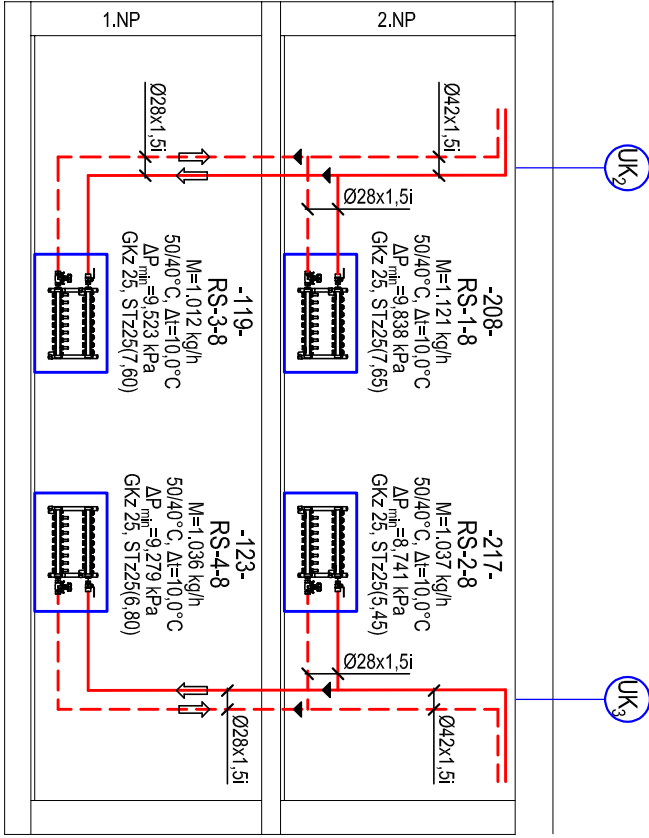 1.NP
2.NP
Ø28x1,5i
Ø42x1,5i
UK2
Ø28x1,5i
-119-
RS-3-8
M=1.012 kg/h
50/40°C, Δt=10,0°C
ΔPmin=9,523 kPa
GKz 25, STz25(7,60)
-208-
RS-1-8
M=1.121 kg/h
50/40°C, Δt=10,0°C
ΔPmin=9,838 kPa
GKz 25, STz25(7,65)
-123-
RS-4-8
M=1.036 kg/h
50/40°C, Δt=10,0°C
ΔPmin=9,279 kPa
GKz 25, STz25(6,80)
-217-
RS-2-8
M=1.037 kg/h
50/40°C, Δt=10,0°C
ΔPmin=8,741 kPa
GKz 25, STz25(5,45)
Ø28x1,5i
UK3
Ø28x1,5i
Ø42x1,5i